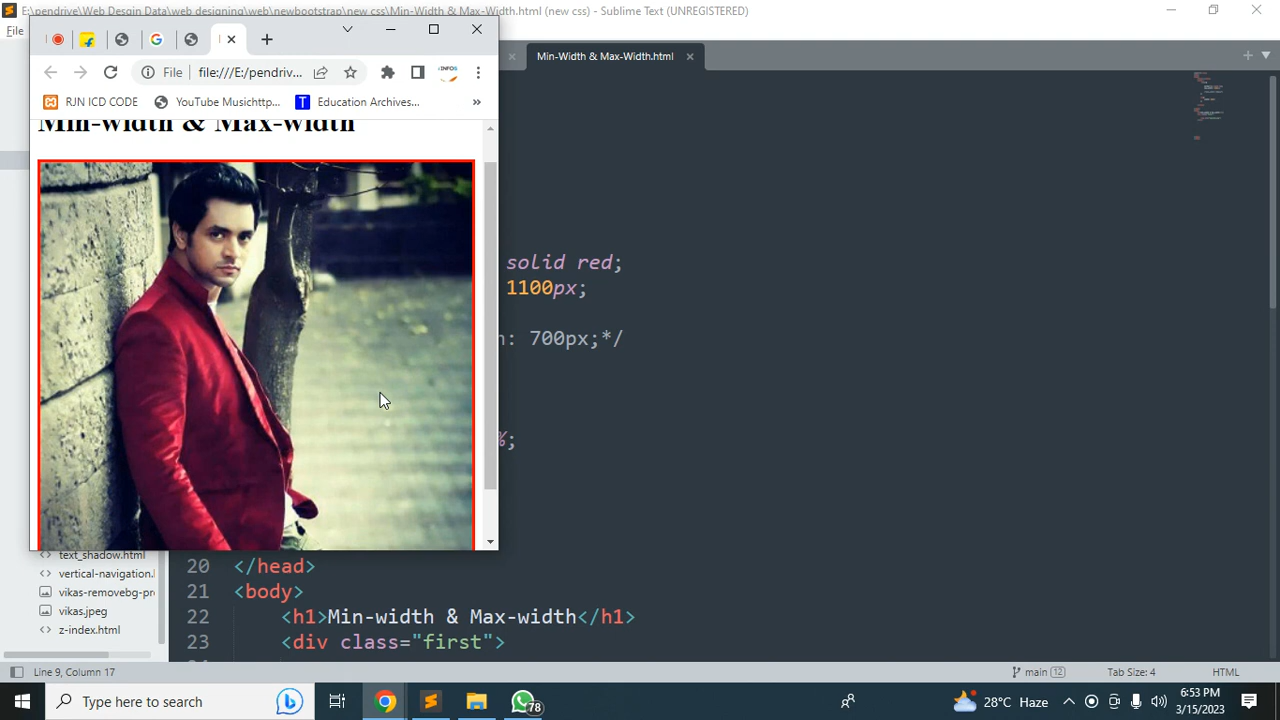 E:\pendrive\Web Desgin Data\web designing\web\newbootstrap\new css\Min-Width & Max-Width.html (new css) - Sublime Text (UNREGISTERED)
File
File file:///E:/pendriv...
Min-Width & Max-Width.html
RJN ICD CODE YouTube Musichttp... Education Archives... »
Min-width & Max-width
solid red;
1100px;
: 700px;*/
%;
text_shadow.html
vertical-navigation.l
vikas-removebg-pr
vikas.jpeg
z-index.html
20 </head>
21 <body>
22 <h1>Min-width & Max-width</h1>
23 <div class="first">
Line 9, Column 17 main 12 Tab Size: 4 HTML
Type here to search 78 28°C Haze 6:53 PM
3/15/2023